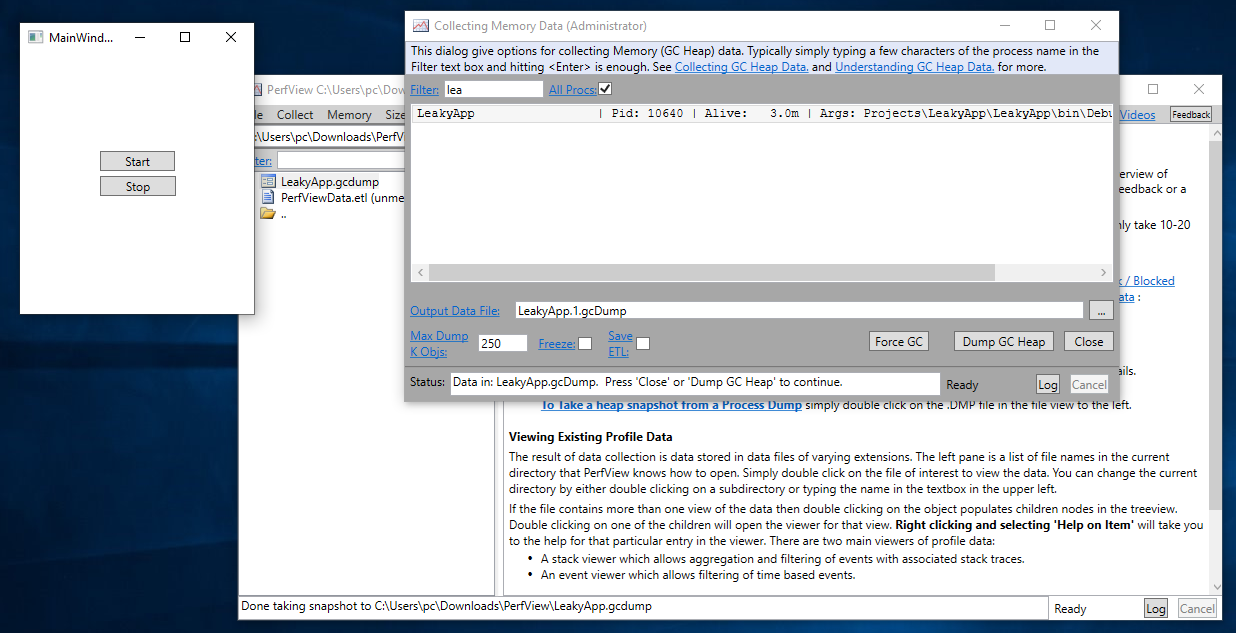 MainWind...
Start
Stop
Collecting Memory Data (Administrator)
This dialog give options for collecting Memory (GC Heap) data. Typically simply typing a few characters of the process name in the
Filter text box and hitting <Enter> is enough. See Collecting GC Heap Data. and Understanding GC Heap Data. for more.
Filter: lea All Procs:
LeakyApp | Pid: 10640 | Alive: 3.0m | Args: Projects\LeakyApp\LeakyApp\bin\Debu
Output Data File: LeakyApp.1.gcDump ...
Max Dump
K Objs: 250 Freeze: Save
ETL: Force GC Dump GC Heap Close
Status: Data in: LeakyApp.gcDump. Press 'Close' or 'Dump GC Heap' to continue. Ready Log Cancel
PerfView C:\Users\pc\Dow
le Collect Memory Size
Videos Feedback
:\Users\pc\Downloads\PerfV
ter:
LeakyApp.gcdump
PerfViewData.etl (unme
..
erview of
eedback or a
nly take 10-20
k / Blocked
ata :
ails.
To Take a heap snapshot from a Process Dump simply double click on the .DMP file in the file view to the left.
Viewing Existing Profile Data
The result of data collection is data stored in data files of varying extensions. The left pane is a list of file names in the current
directory that PerfView knows how to open. Simply double click on the file of interest to view the data. You can change the current
directory by either double clicking on a subdirectory or typing the name in the textbox in the upper left.
If the file contains more than one view of the data then double clicking on the object populates children nodes in the treeview.
Double clicking on one of the children will open the viewer for that view. Right clicking and selecting 'Help on Item' will take you
to the help for that particular entry in the viewer. There are two main viewers of profile data:
• A stack viewer which allows aggregation and filtering of events with associated stack traces.
• An event viewer which allows filtering of time based events.
Done taking snapshot to C:\Users\pc\Downloads\PerfView\LeakyApp.gcdump Ready Log Cancel